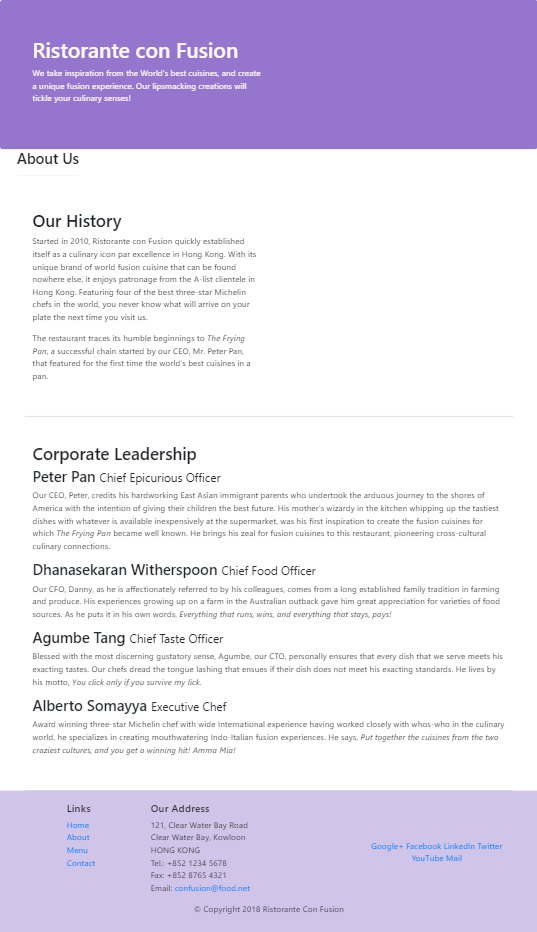 Ristorante con Fusion
We take inspiration from the World's best cuisines, and create
a unique fusion experience. Our lipsmacking creations will
tickle your culinary senses!
About Us
Our History
Started in 2010, Ristorante con Fusion quickly established
itself as a culinary icon par excellence in Hong Kong. With its
unique brand of world fusion cuisine that can be found
nowhere else, it enjoys patronage from the A-list clientele in
Hong Kong. Featuring four of the best three-star Michelin
chefs in the world, you never know what will arrive on your
plate the next time you visit us.
The restaurant traces its humble beginnings to The Frying
Pan, a successful chain started by our CEO, Mr. Peter Pan,
that featured for the first time the world's best cuisines in a
pan.
Corporate Leadership
Peter Pan Chief Epicurious Officer
Our CEO, Peter, credits his hardworking East Asian immigrant parents who undertook the arduous journey to the shores of
America with the intention of giving their children the best future. His mother's wizardy in the kitchen whipping up the tastiest
dishes with whatever is available inexpensively at the supermarket, was his first inspiration to create the fusion cuisines for
which The Frying Pan became well known. He brings his zeal for fusion cuisines to this restaurant, pioneering cross-cultural
culinary connections.
Dhanasekaran Witherspoon Chief Food Officer
Our CFO, Danny, as he is affectionately referred to by his colleagues, comes from a long established family tradition in farming
and produce. His experiences growing up on a farm in the Australian outback gave him great appreciation for varieties of food
sources. As he puts it in his own words, Everything that runs, wins, and everything that stays, pays!
Agumbe Tang Chief Taste Officer
Blessed with the most discerning gustatory sense, Agumbe, our CTO, personally ensures that every dish that we serve meets his
exacting tastes. Our chefs dread the tongue lashing that ensues if their dish does not meet his exacting standards. He lives by
his motto, You click only if you survive my lick.
Alberto Somayya Executive Chef
Award winning three-star Michelin chef with wide International experience having worked closely with whos-who in the culinary
world, he specializes in creating mouthwatering Indo-Italian fusion experiences. He says, Put together the cuisines from the two
craziest cultures, and you get a winning hit! Amma Mia!
Links
Home
About
Menu
Contact
Our Address
121, Clear Water Bay Road
Clear Water Bay, Kowloon
HONG KONG
Tel.: +852 1234 5678
Fax: +852 8765 4321
Email: confusion@food.net
Google+ Facebook LinkedIn Twitter
YouTube Mail
© Copyright 2018 Ristorante Con Fusion